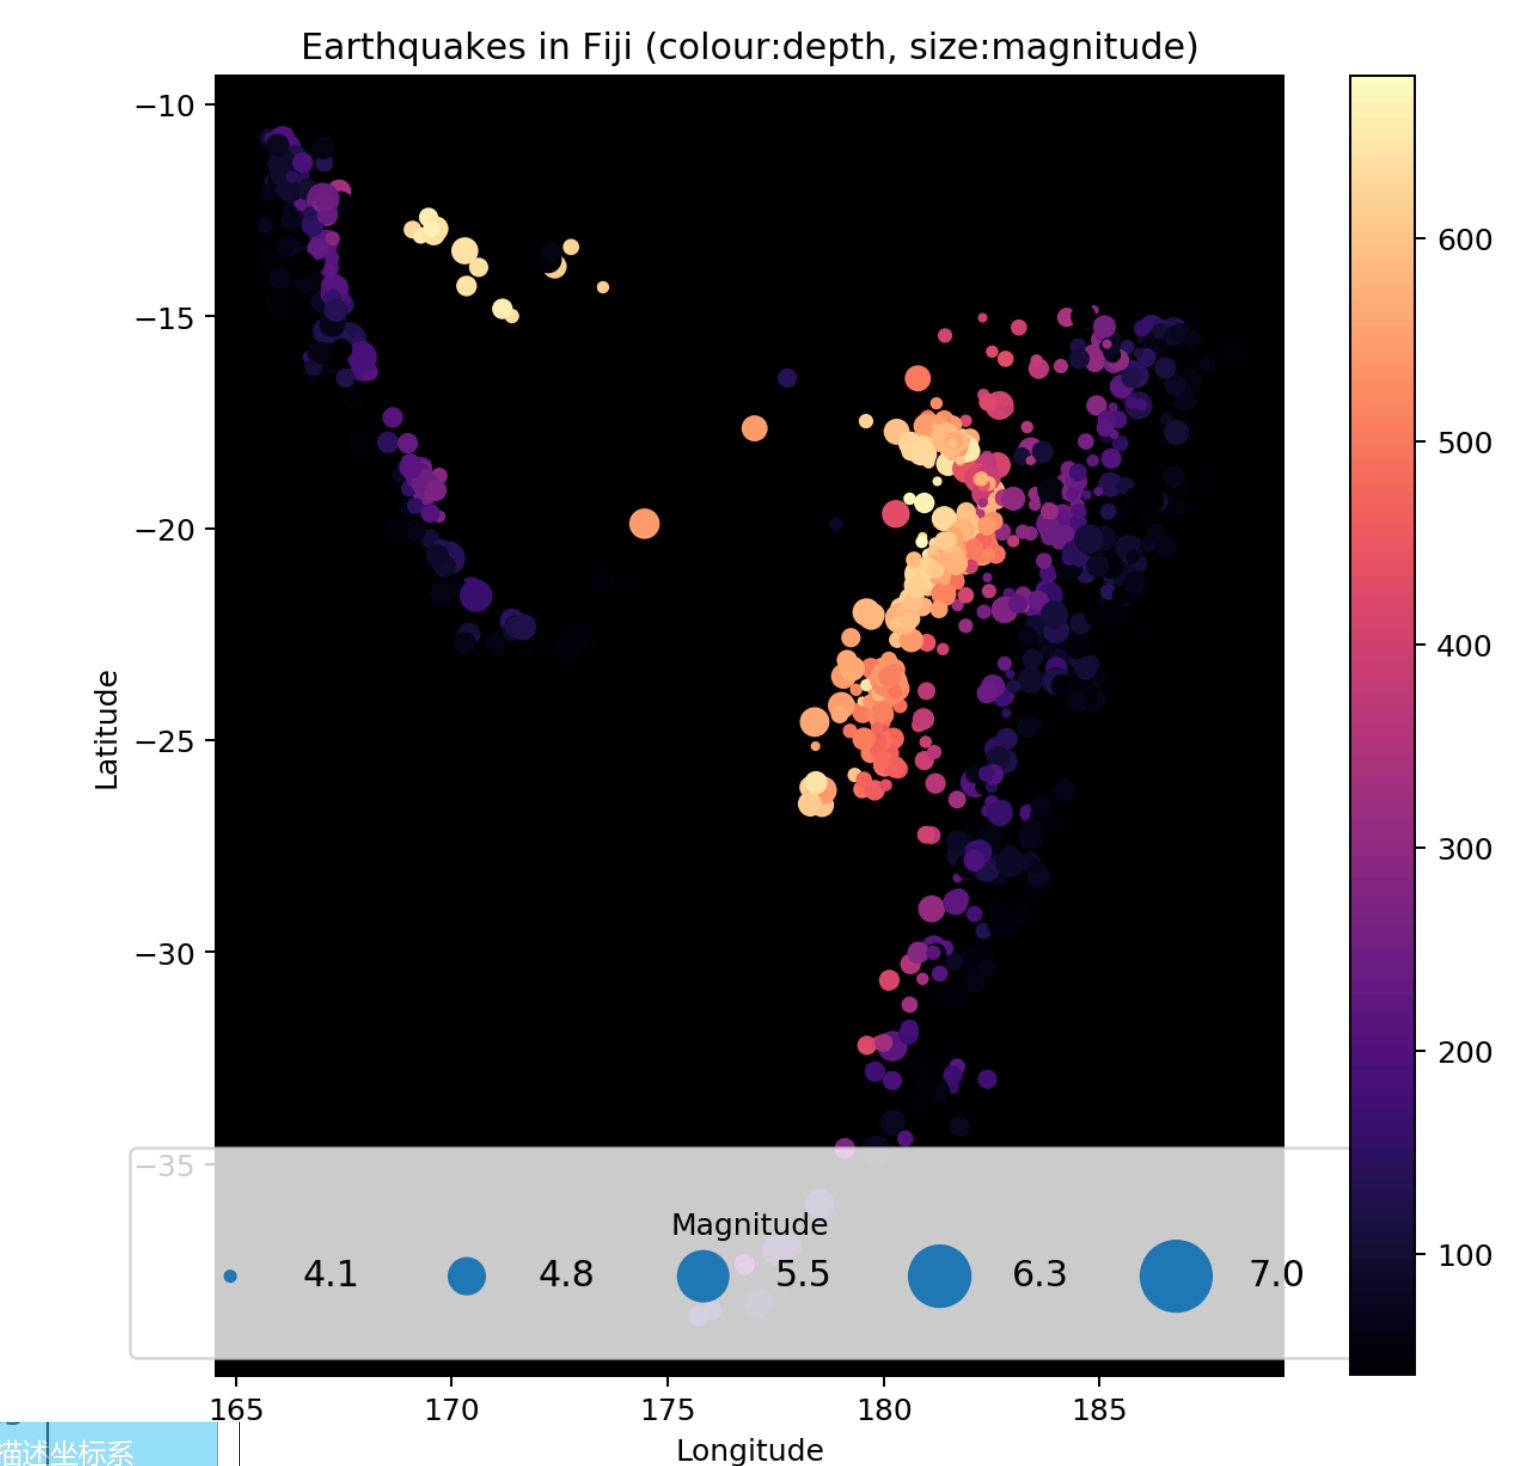 Earthquakes in Fiji (colour:depth, size:magnitude)
−10
−15
−20
−25
−30
−35
Latitude
600
500
400
300
200
100
Magnitude
4.1 4.8 5.5 6.3 7.0
165 170 175 180 185
Longitude
描述坐标系